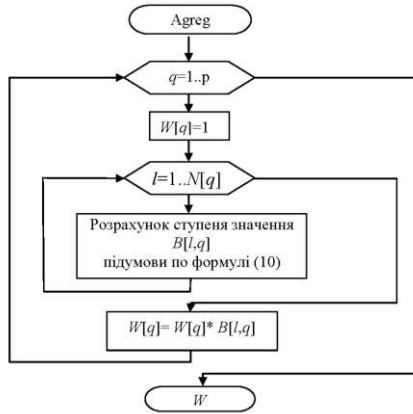 Agreg
q=1..p
W[q]=1
l=1..N[q]
Розрахунок ступеня значення
B[l,q]
підумови по формулі (10)
W[q]= W[q]* B[l,q]
W